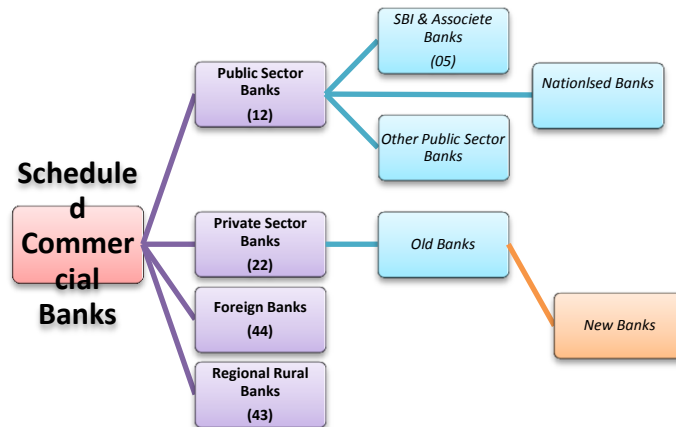 Schedule
d
Commer
cial
Banks
Public Sector
Banks
(12)
SBI & Associete
Banks
(05)
Nationlsed Banks
Other Public Sector
Banks
Private Sector
Banks
(22)
Old Banks
New Banks
Foreign Banks
(44)
Regional Rural
Banks
(43)